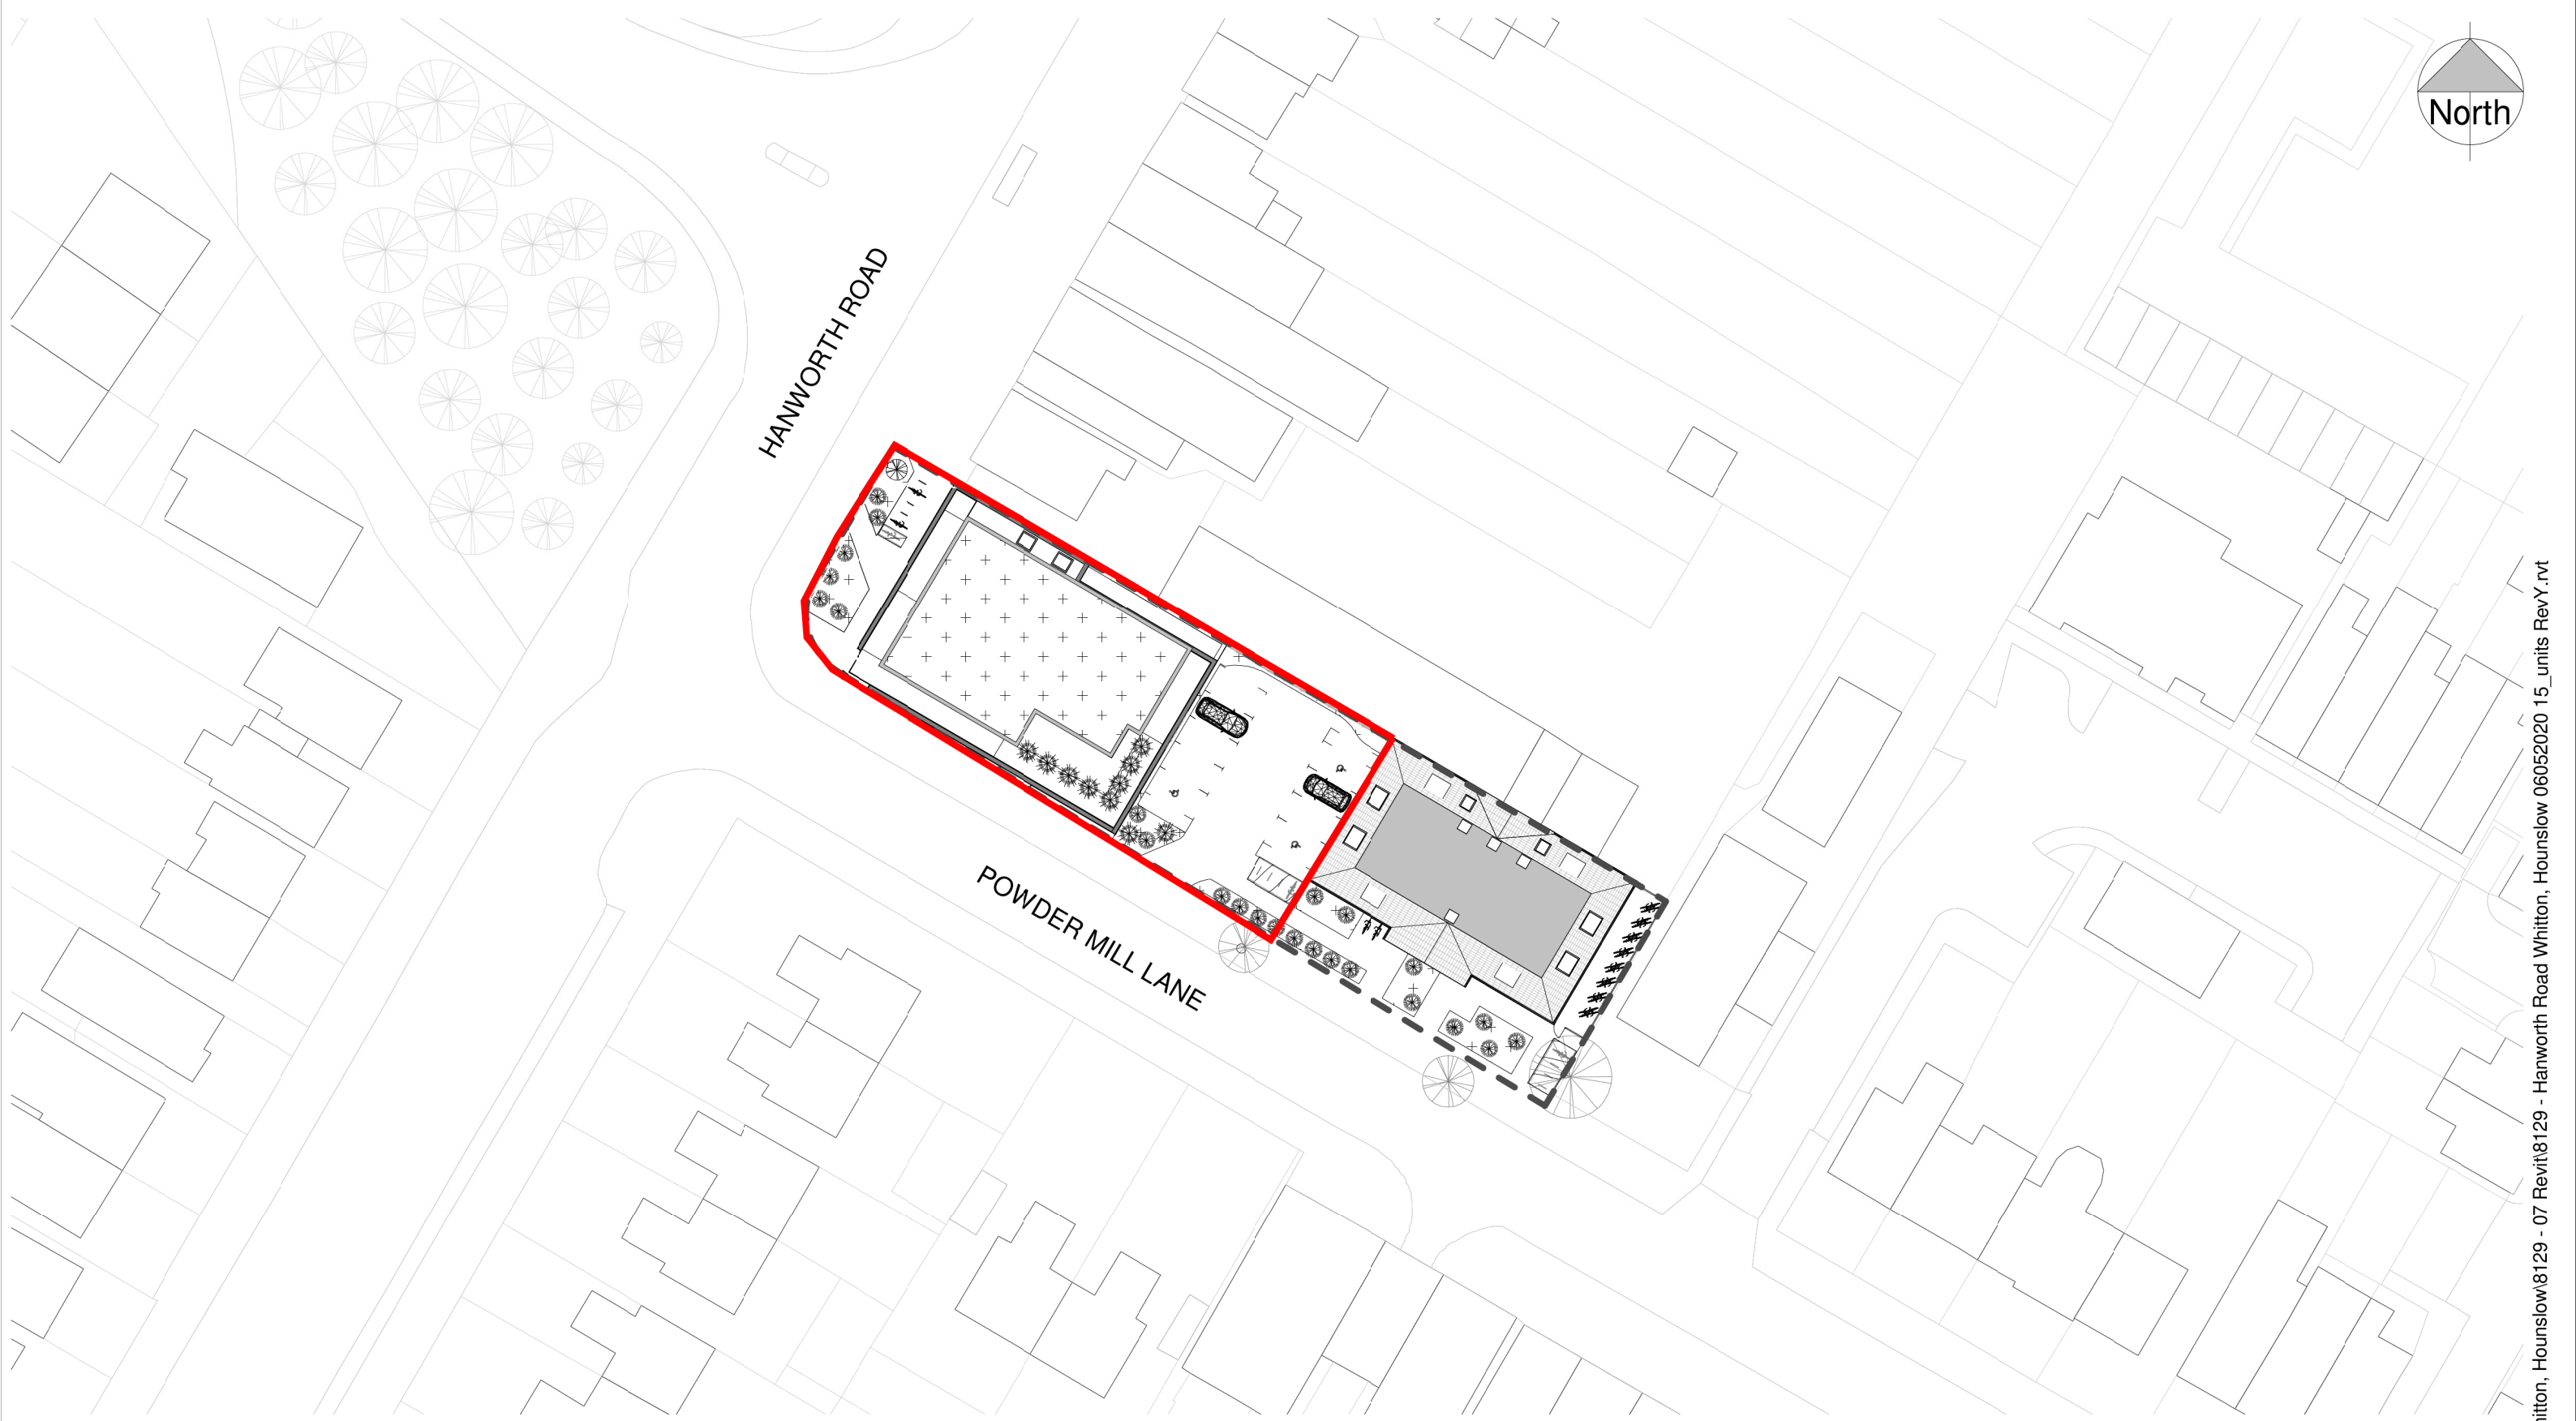 North
HANWORTH ROAD
POWDER MILL LANE
itton, Hounslow\8129 - 07 Revit\8129 - Hanworth Road Whitton, Hounslow 06052020 15_units RevY.rvt